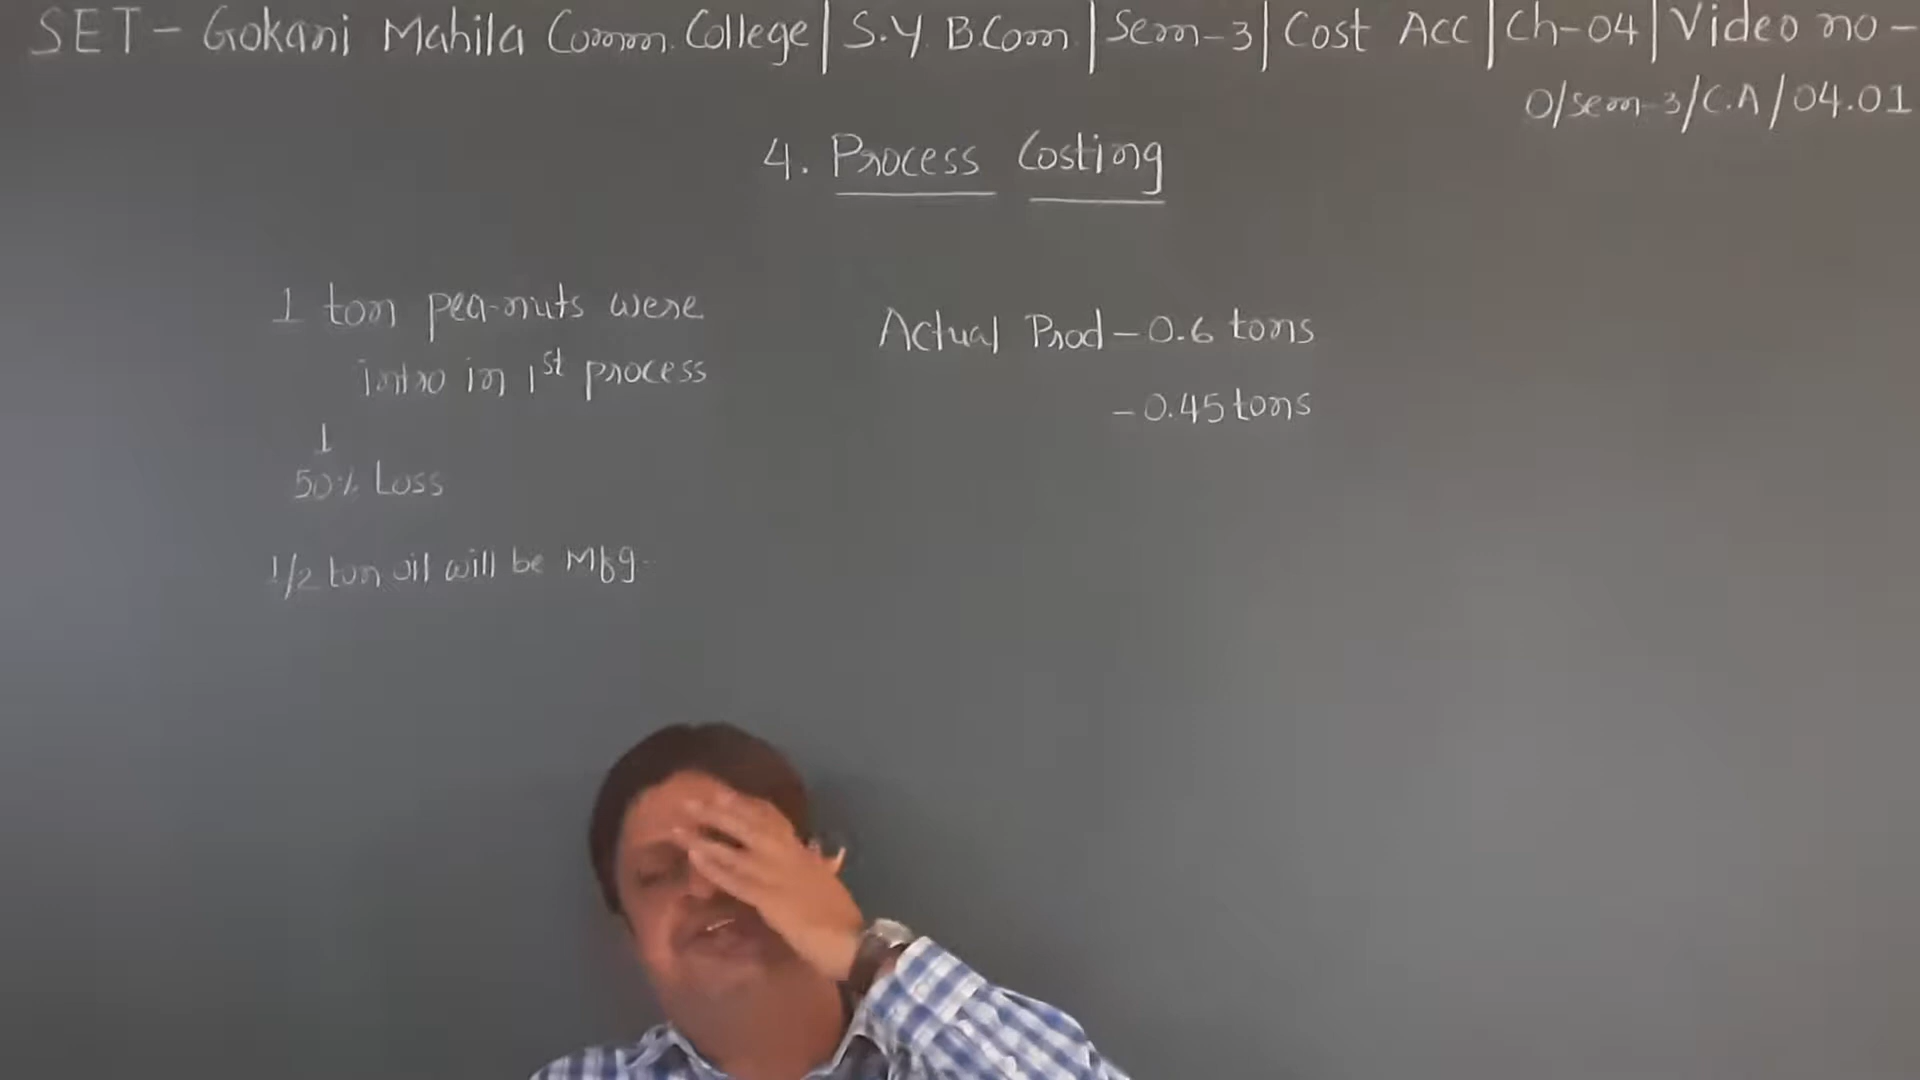 SET - Gokani Mahila Comm. College | S.Y. B.Com | Sem-3 | Cost Acc | Ch-04 | Video no -
0/sem-3/C.A/04.01
4. Process Costing
1 ton pea-nuts were
intro in 1st process
50% Loss
1/2 ton oil will be Mfg.
Actual Prod - 0.6 tons
- 0.45 tons